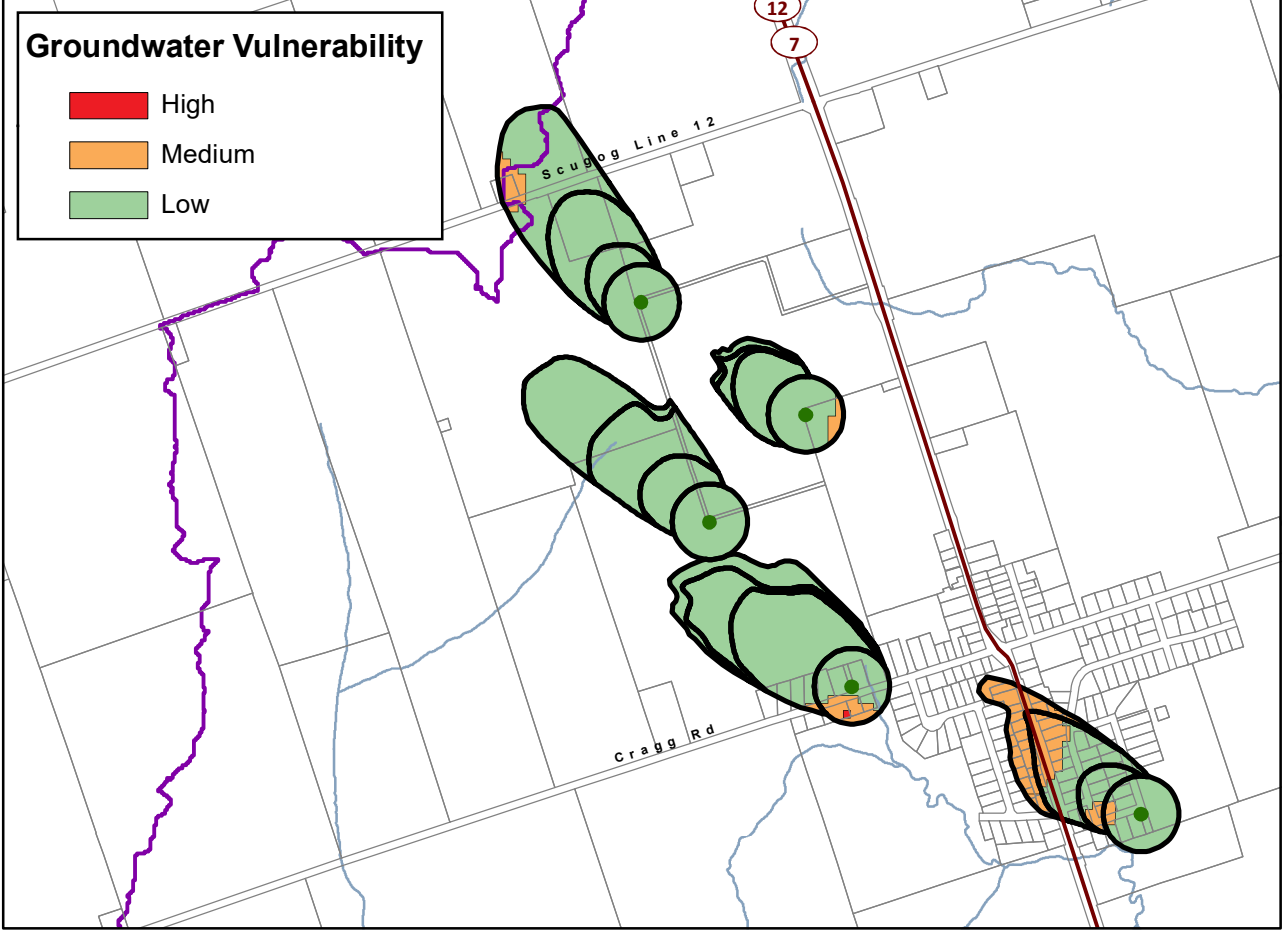 12
7
Groundwater Vulnerability
High
Medium
Low
Scugog Line 12
Cragg Rd